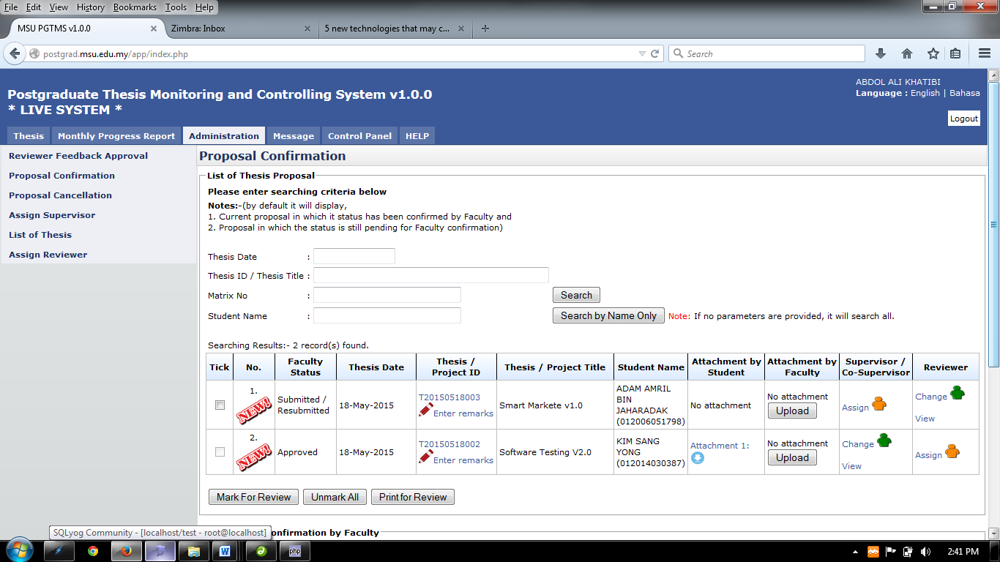 File Edit View History Bookmarks Tools Help
MSU PGTMS v1.0.0
Zimbra: Inbox
5 new technologies that may c...
postgrad.msu.edu.my/app/index.php
Search
Postgraduate Thesis Monitoring and Controlling System v1.0.0
* LIVE SYSTEM *
ABDOL ALI KHATIBI
Language : English | Bahasa
Logout
Thesis Monthly Progress Report Administration Message Control Panel HELP
Reviewer Feedback Approval
Proposal Confirmation
Proposal Cancellation
Assign Supervisor
List of Thesis
Assign Reviewer
Proposal Confirmation
List of Thesis Proposal
Please enter searching criteria below
Notes:-(by default it will display,
1. Current proposal in which it status has been confirmed by Faculty and
2. Proposal in which the status is still pending for Faculty confirmation)
Thesis Date :
Thesis ID / Thesis Title :
Matrix No : Search
Student Name : Search by Name Only Note: If no parameters are provided, it will search all.
Searching Results:- 2 record(s) found.
Tick
No.
Faculty
Status
Thesis Date
Thesis /
Project ID
Thesis / Project Title
Student Name
Attachment by
Student
Attachment by
Faculty
Supervisor /
Co-Supervisor
Reviewer
1.
NEW!
Submitted /
Resubmitted
18-May-2015
T20150518003
Enter remarks
Smart Markete v1.0
ADAM AMRIL
BIN
JAHARADAK
(012006051798)
No attachment
No attachment
Upload
Assign
Change
View
2.
NEW!
Approved
18-May-2015
T20150518002
Enter remarks
Software Testing V2.0
KIM SANG
YONG
(012014030387)
Attachment 1:
No attachment
Upload
Change
View
Assign
Mark For Review Unmark All Print for Review
onfirmation by Faculty
SQLyog Community - [localhost/test - root@localhost]
W
php
2:41 PM